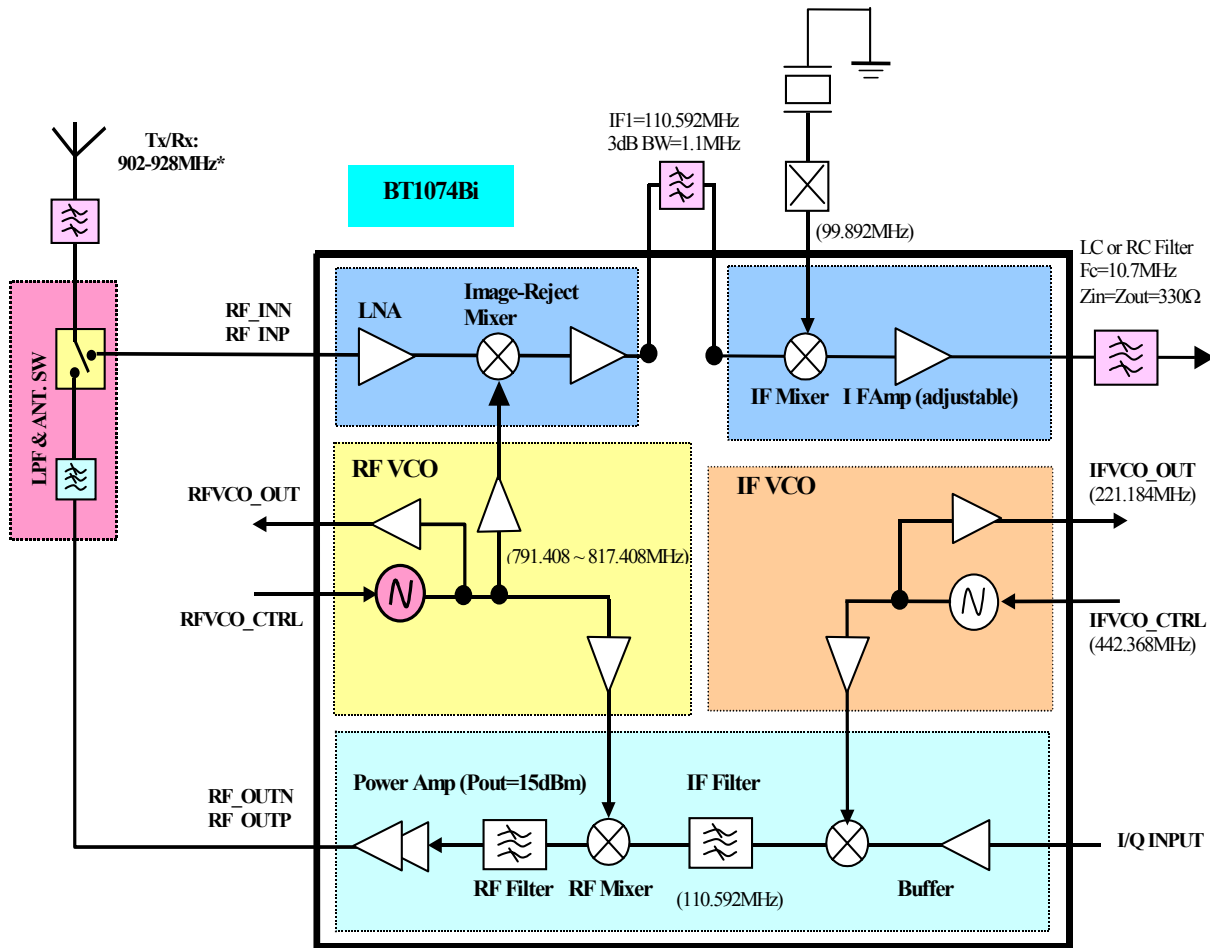 IF1=110.592MHz
3dB BW=1.1MHz
Tx/Rx:
902-928MHz*
BT1074Bi
(99.892MHz)
LC or RC Filter
Fc=10.7MHz
Zin=Zout=330Ω
RF_INN
RF_INP
LNA
Image-Reject
Mixer
IF Mixer
I FAmp (adjustable)
LPF & ANT. SW
RF VCO
IF VCO
RFVCO_OUT
IFVCO_OUT
(221.184MHz)
(791.408 ~ 817.408MHz)
RFVCO_CTRL
IFVCO_CTRL
(442.368MHz)
Power Amp (Pout=15dBm)
IF Filter
RF_OUTN
RF_OUTP
I/Q INPUT
RF Filter
RF Mixer
(110.592MHz)
Buffer